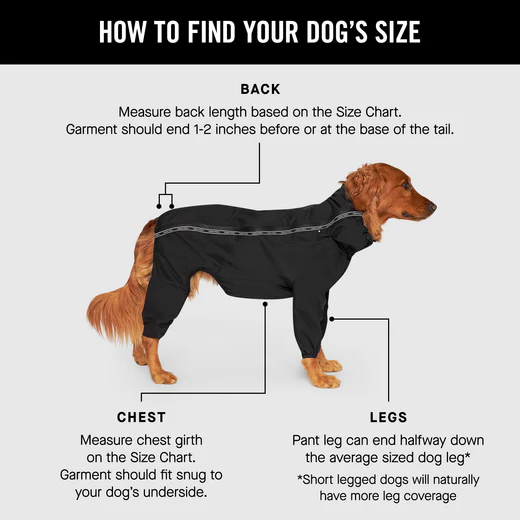 HOW TO FIND YOUR DOG'S SIZE
BACK
Measure back length based on the Size Chart.
Garment should end 1-2 inches before or at the base of the tail.
CHEST
Measure chest girth
on the Size Chart.
Garment should fit snug to
your dog's underside.
LEGS
Pant leg can end halfway down
the average sized dog leg*
*Short legged dogs will naturally
have more leg coverage